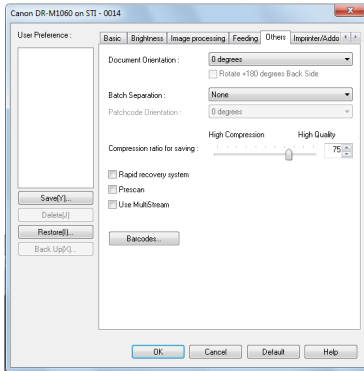 Canon DR-M1060 on STI - 0014
User Preference :
Save(Y)...
Delete(J)
Restore(I)...
Back Up(X)...
Basic Brightness Image processing Feeding Others Imprinter/Addo
Document Orientation : 0 degrees
Rotate +180 degrees Back Side
Batch Separation : None
Patchcode Orientation : 0 degrees
High Compression High Quality
Compression ratio for saving : 75
Rapid recovery system
Prescan
Use MultiStream
Barcodes...
OK Cancel Default Help